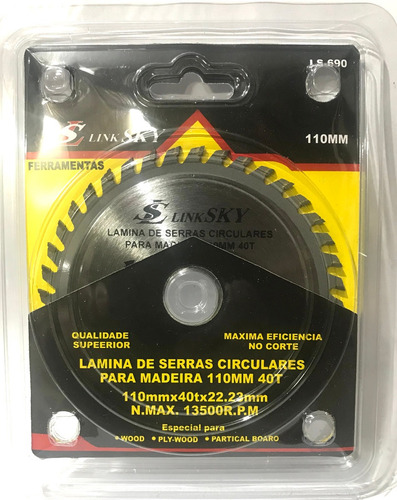 LS 690
LINK SKY
110MM
FERRAMENTAS
LINK SKY
LAMINA DE SERRAS CIRCULARES
PARA 40T
QUALIDADE
SUPEERIOR
MAXIMA EFICIENCIA
NO CORTE
LAMINA DE SERRAS CIRCULARES
PARA MADEIRA 110MM 40T
110mmx40tx22.23mm
N.MAX. 13500R.P.M
Especial para
WOOD PLY-WOOD PARTICAL BOARD